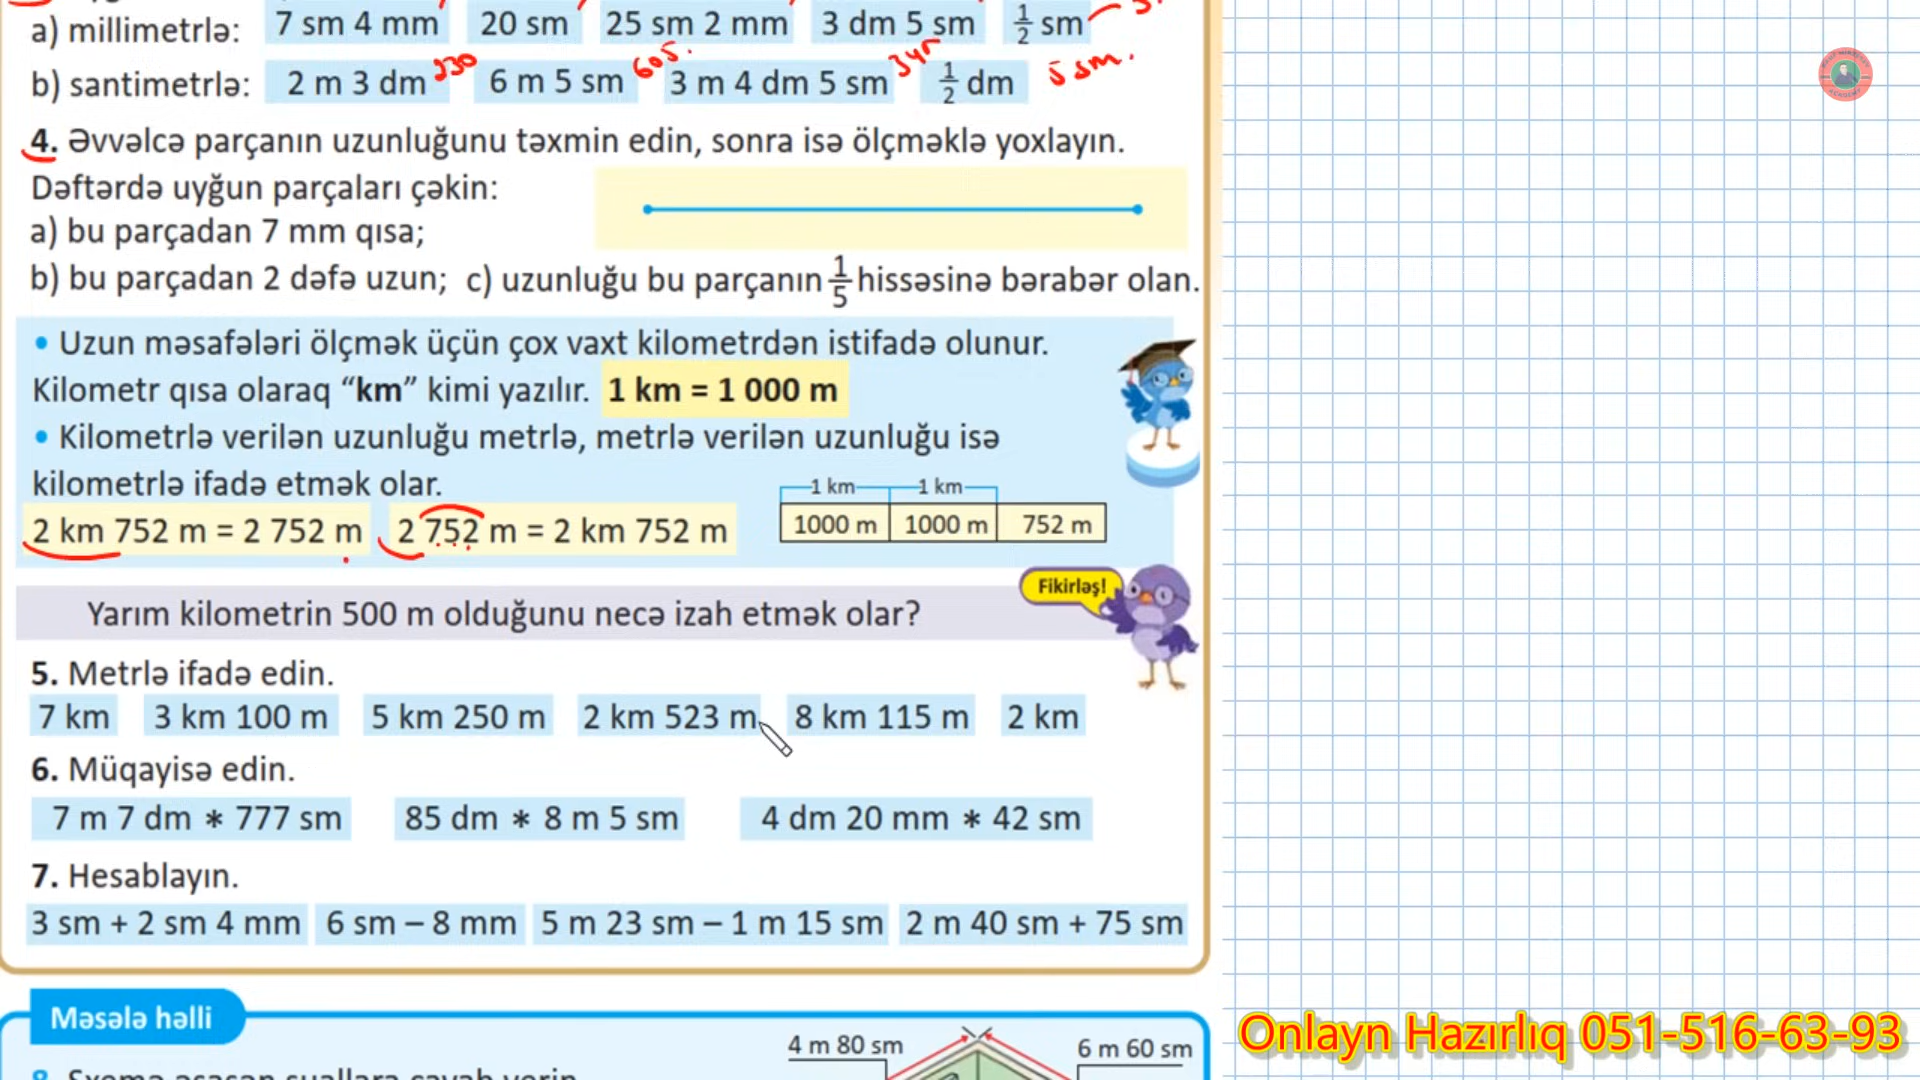 a) millimetrlə: 7 sm 4 mm 20 sm 25 sm 2 mm 3 dm 5 sm 1/2 sm
b) santimetrlə: 2 m 3 dm 230 6 m 5 sm 605. 3 m 4 dm 5 sm 345 1/2 dm 5 sm.
4. Əvvəlcə parçanın uzunluğunu təxmin edin, sonra isə ölçməklə yoxlayın.
Dəftərdə uyğun parçaları çəkin:
a) bu parçadan 7 mm qısa;
b) bu parçadan 2 dəfə uzun; c) uzunluğu bu parçanın 1/5 hissəsinə bərabər olan.
• Uzun məsafələri ölçmək üçün çox vaxt kilometrdən istifadə olunur.
Kilometr qısa olaraq “km” kimi yazılır. 1 km = 1 000 m
• Kilometrlə verilən uzunluğu metrlə, metrlə verilən uzunluğu isə
kilometrlə ifadə etmək olar.
1 km 1 km
2 km 752 m = 2 752 m 2 752 m = 2 km 752 m 1000 m 1000 m 752 m
Fikirləş!
Yarım kilometrin 500 m olduğunu necə izah etmək olar?
5. Metrlə ifadə edin.
7 km 3 km 100 m 5 km 250 m 2 km 523 m 8 km 115 m 2 km
6. Müqayisə edin.
7 m 7 dm * 777 sm 85 dm * 8 m 5 sm 4 dm 20 mm * 42 sm
7. Hesablayın.
3 sm + 2 sm 4 mm 6 sm – 8 mm 5 m 23 sm – 1 m 15 sm 2 m 40 sm + 75 sm
Məsələ həlli
4 m 80 sm 6 m 60 sm
8. Sxemə əsasən suallara cavab verin.
Onlayn Hazırlıq 051-516-63-93